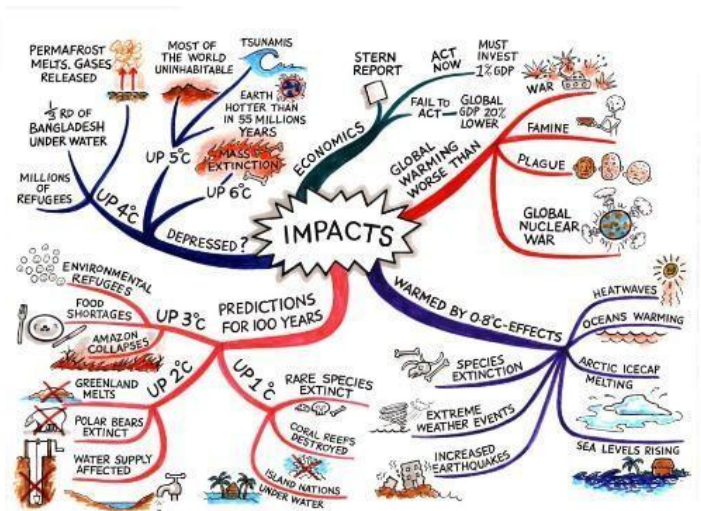 IMPACTS
ECONOMICS
STERN
REPORT
ACT
NOW
MUST
INVEST
1% GDP
FAIL TO
ACT
GLOBAL
GDP 20%
LOWER
GLOBAL
WARMING
WORSE THAN
WAR
FAMINE
PLAGUE
GLOBAL
NUCLEAR
WAR
WARMED BY 0.8°C-EFFECTS
HEATWAVES
OCEANS WARMING
ARCTIC ICECAP
MELTING
SEA LEVELS RISING
SPECIES
EXTINCTION
EXTREME
WEATHER EVENTS
INCREASED
EARTHQUAKES
PREDICTIONS
FOR 100 YEARS
UP 1°C
RARE SPECIES
EXTINCT
CORAL REEFS
DESTROYED
ISLAND NATIONS
UNDER WATER
UP 2°C
GREENLAND
MELTS
POLAR BEARS
EXTINCT
WATER SUPPLY
AFFECTED
UP 3°C
ENVIRONMENTAL
REFUGEES
FOOD
SHORTAGES
AMAZON
COLLAPSES
DEPRESSED?
UP 4°C
MILLIONS
OF
REFUGEES
⅓ RD OF
BANGLADESH
UNDER WATER
PERMAFROST
MELTS. GASES
RELEASED
UP 5°C
MOST OF
THE WORLD
UNINHABITABLE
TSUNAMIS
EARTH
HOTTER THAN
IN 55 MILLIONS
YEARS
UP 6°C
MASS
EXTINCTION